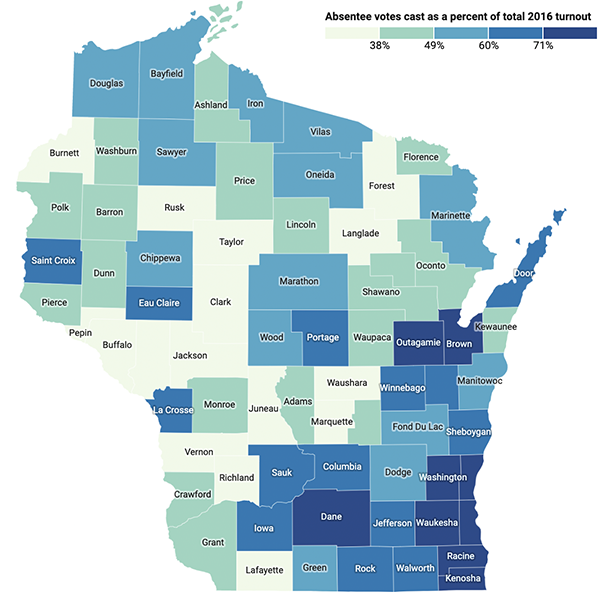 Absentee votes cast as a percent of total 2016 turnout
38% 49% 60% 71%
Douglas
Bayfield
Ashland
Iron
Vilas
Burnett
Washburn
Sawyer
Price
Oneida
Forest
Florence
Marinette
Polk
Barron
Rusk
Lincoln
Langlade
Taylor
Oconto
Saint Croix
Dunn
Chippewa
Marathon
Door
Shawano
Pierce
Eau Claire
Clark
Pepin
Buffalo
Jackson
Wood
Portage
Waupaca
Outagamie
Brown
Kewaunee
La Crosse
Monroe
Juneau
Adams
Waushara
Marquette
Winnebago
Manitowoc
Fond Du Lac
Sheboygan
Vernon
Richland
Sauk
Columbia
Dodge
Washington
Crawford
Grant
Iowa
Dane
Jefferson
Waukesha
Lafayette
Green
Rock
Walworth
Racine
Kenosha